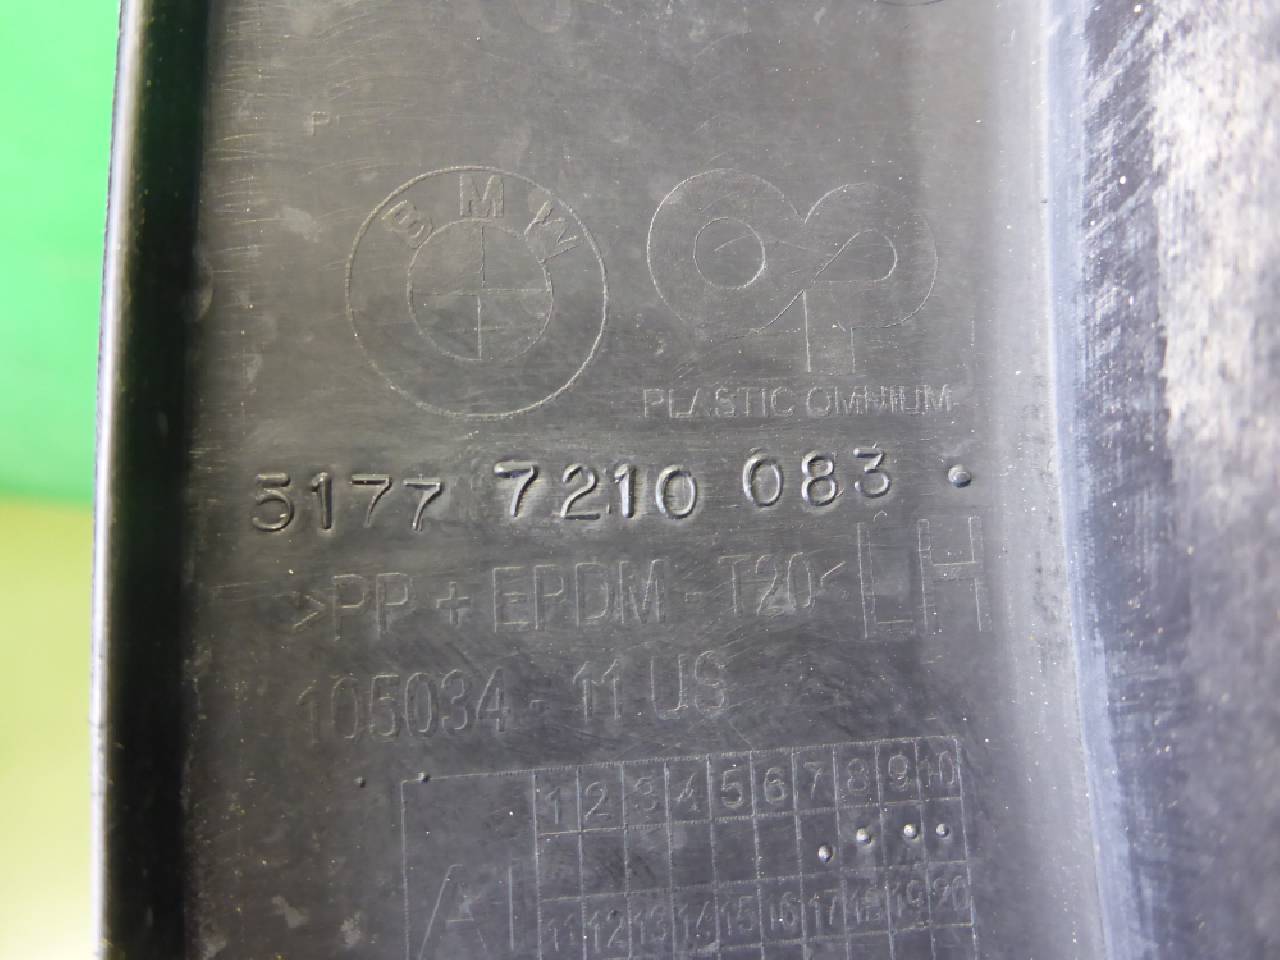 P
BMW
PLASTIC OMNIUM
5177 7210 083 .
>PP + EPDM - T20< LH
105034 - 11 US
1 2 3 4 5 6 7 8 9 10
11 12 13 14 15 16 17 18 19 20